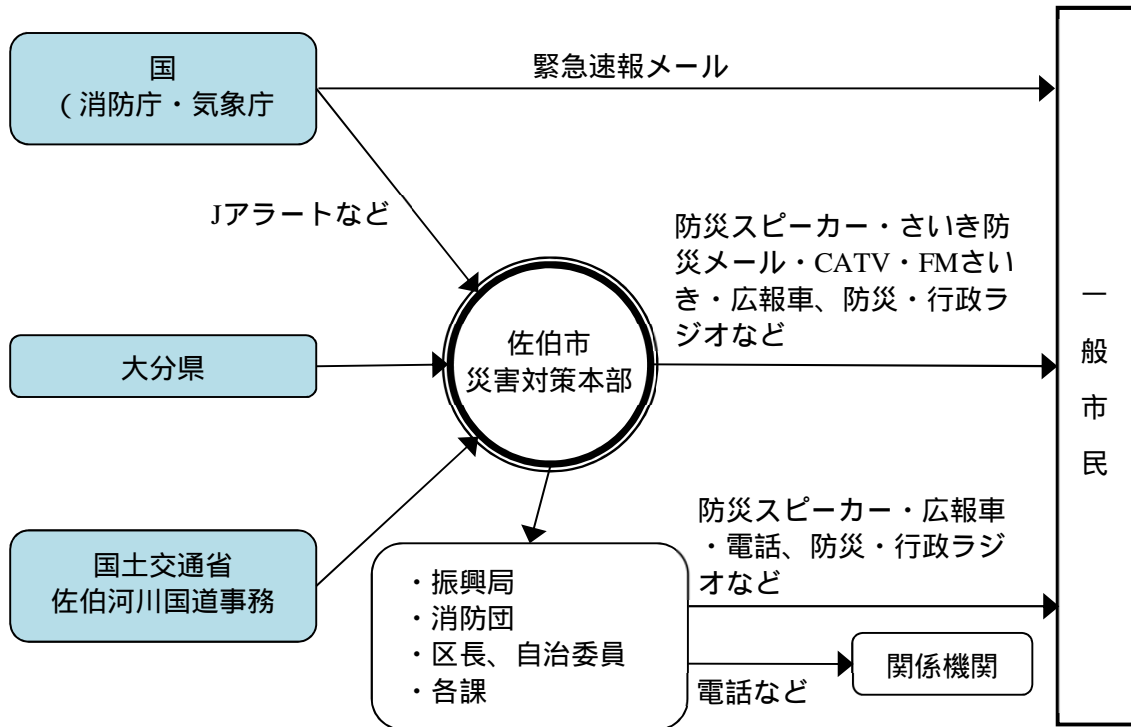 国
（消防庁・気象庁
緊急速報メール
Jアラートなど
防災スピーカー・さいき防
災メール・CATV・FMさい
き・広報車、防災・行政ラ
ジオなど
大分県
佐伯市
災害対策本部
一般市民
国土交通省
佐伯河川国道事務
・振興局
・消防団
・区長、自治委員
・各課
防災スピーカー・広報車
・電話、防災・行政ラジ
オなど
電話など
関係機関